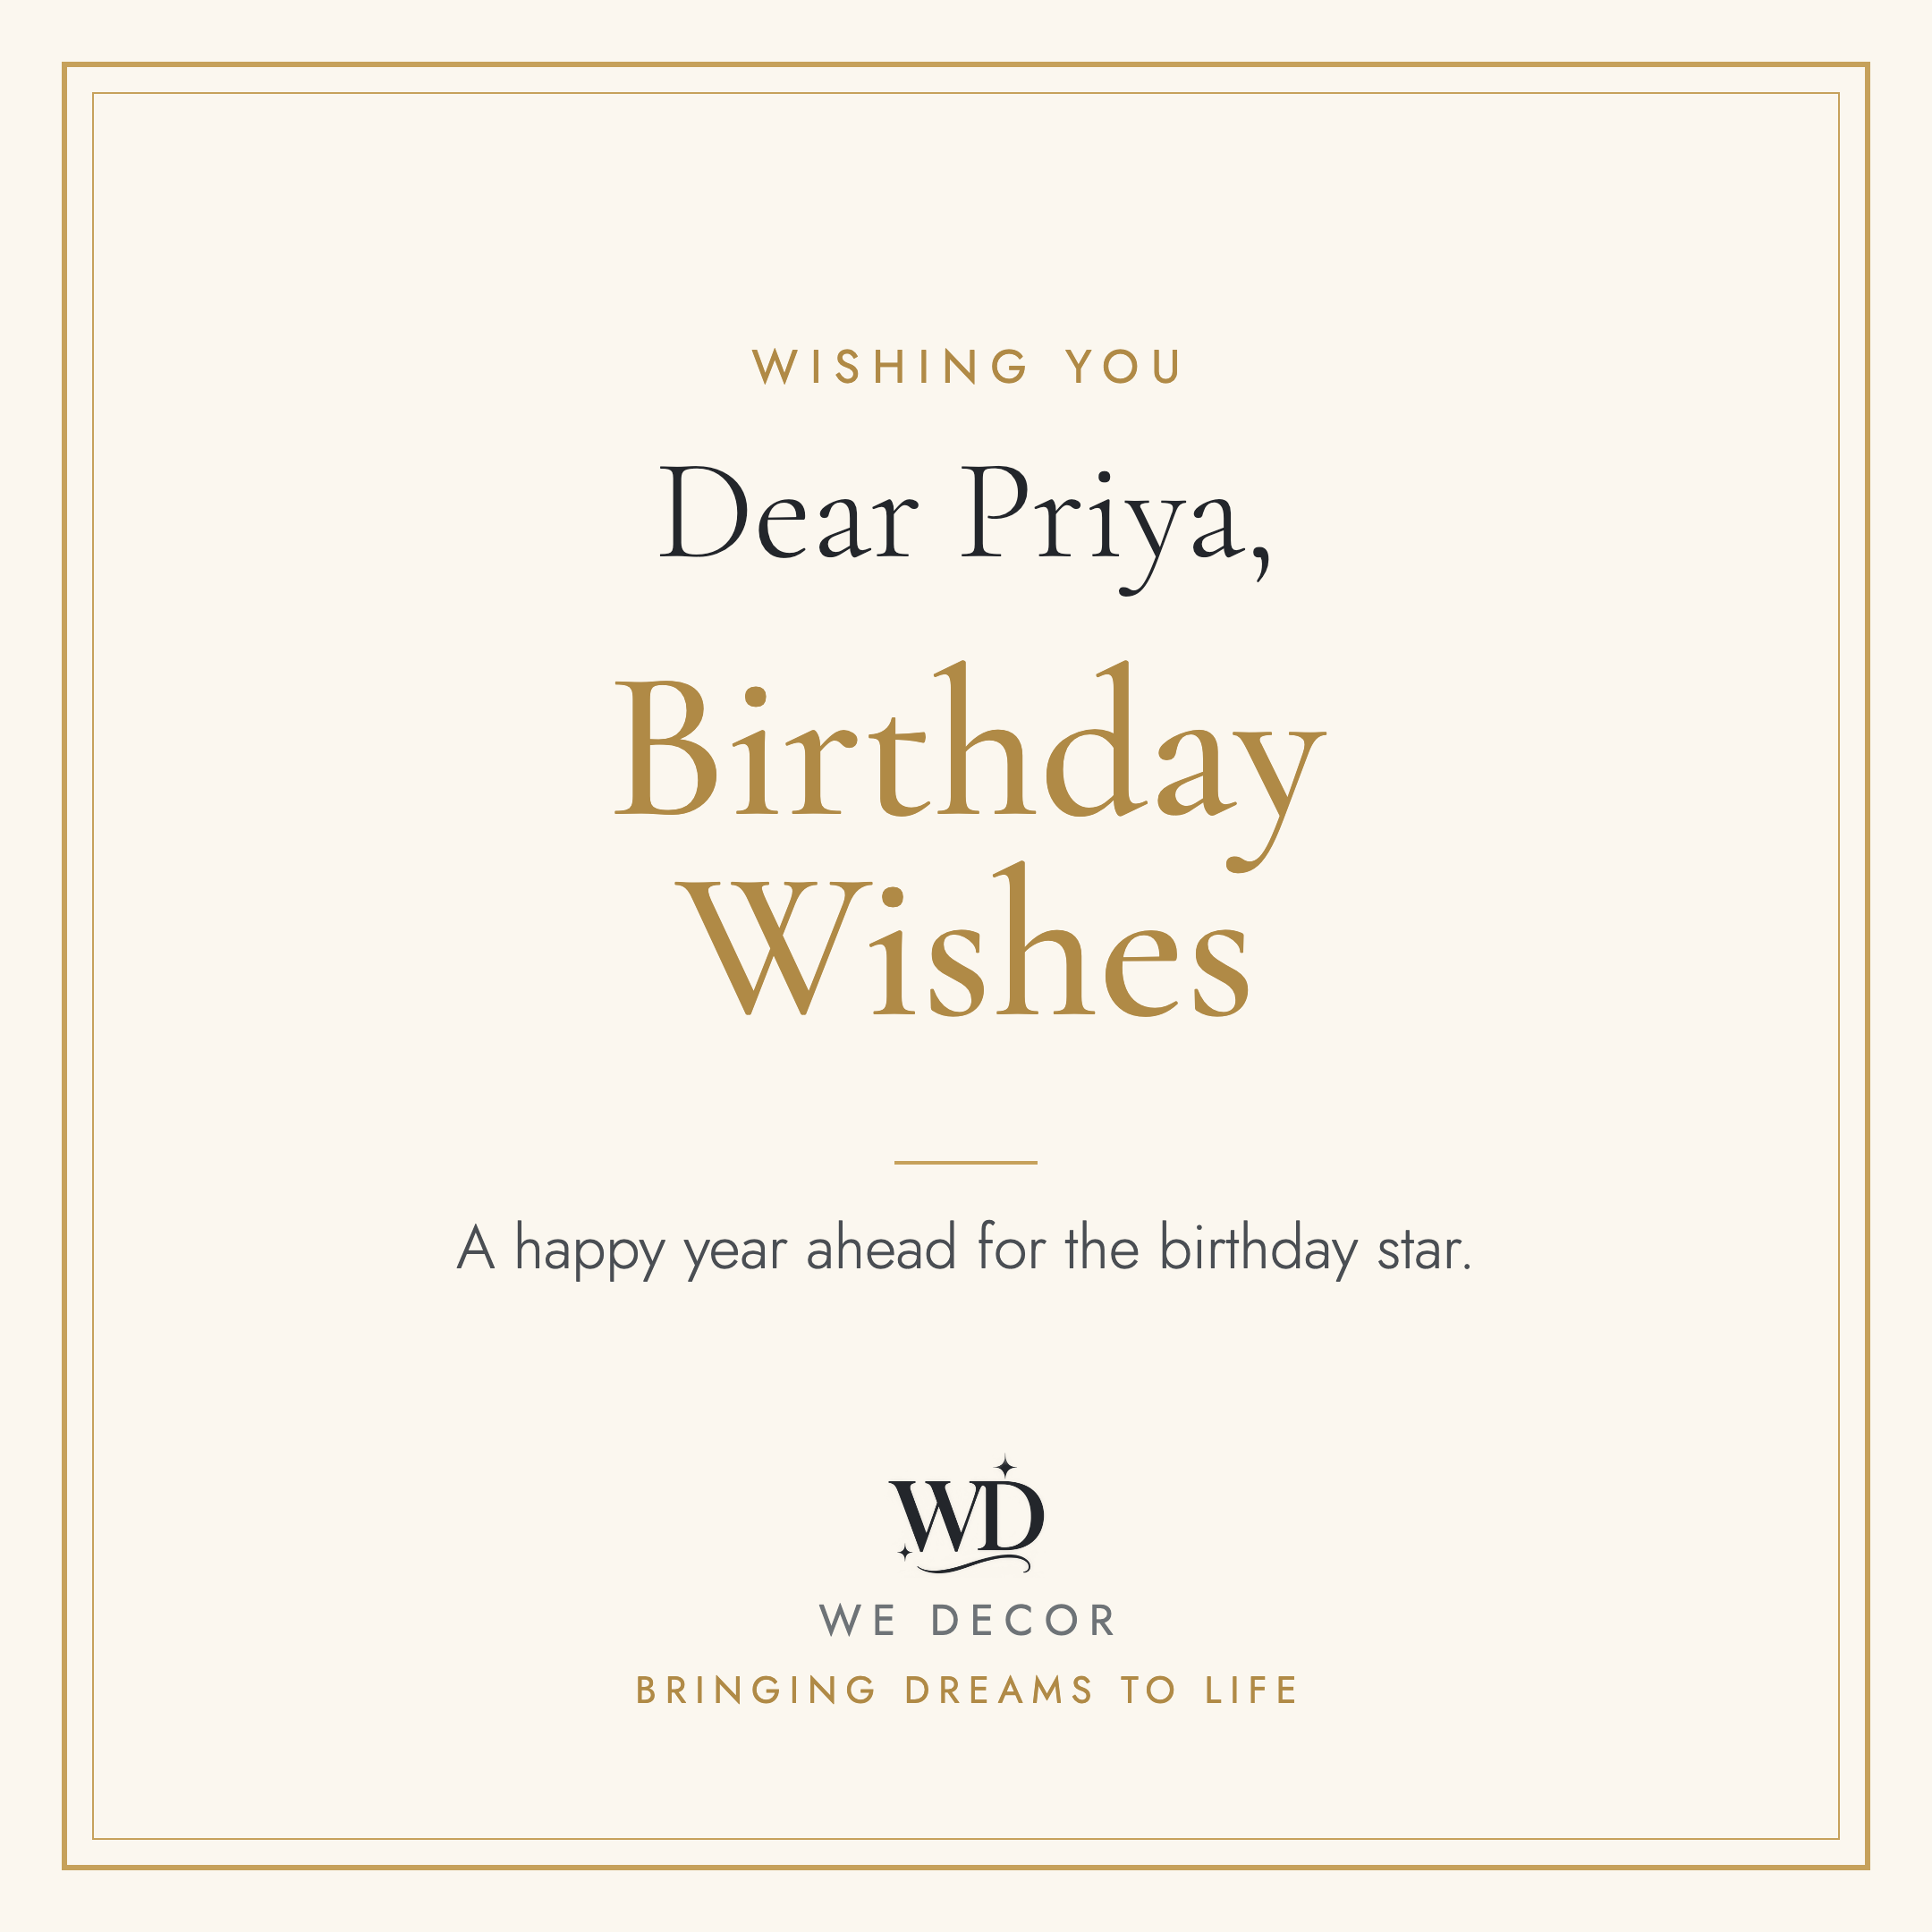 WISHING YOU
Dear Priya,
Birthday
Wishes
A happy year ahead for the birthday star.
WD
WE DECOR
BRINGING DREAMS TO LIFE